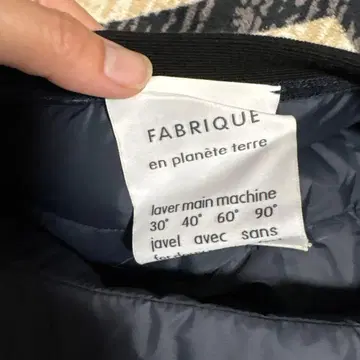 FABRIQUE
en planète terre
laver main machine
30° 40° 60° 90°
javel avec sans